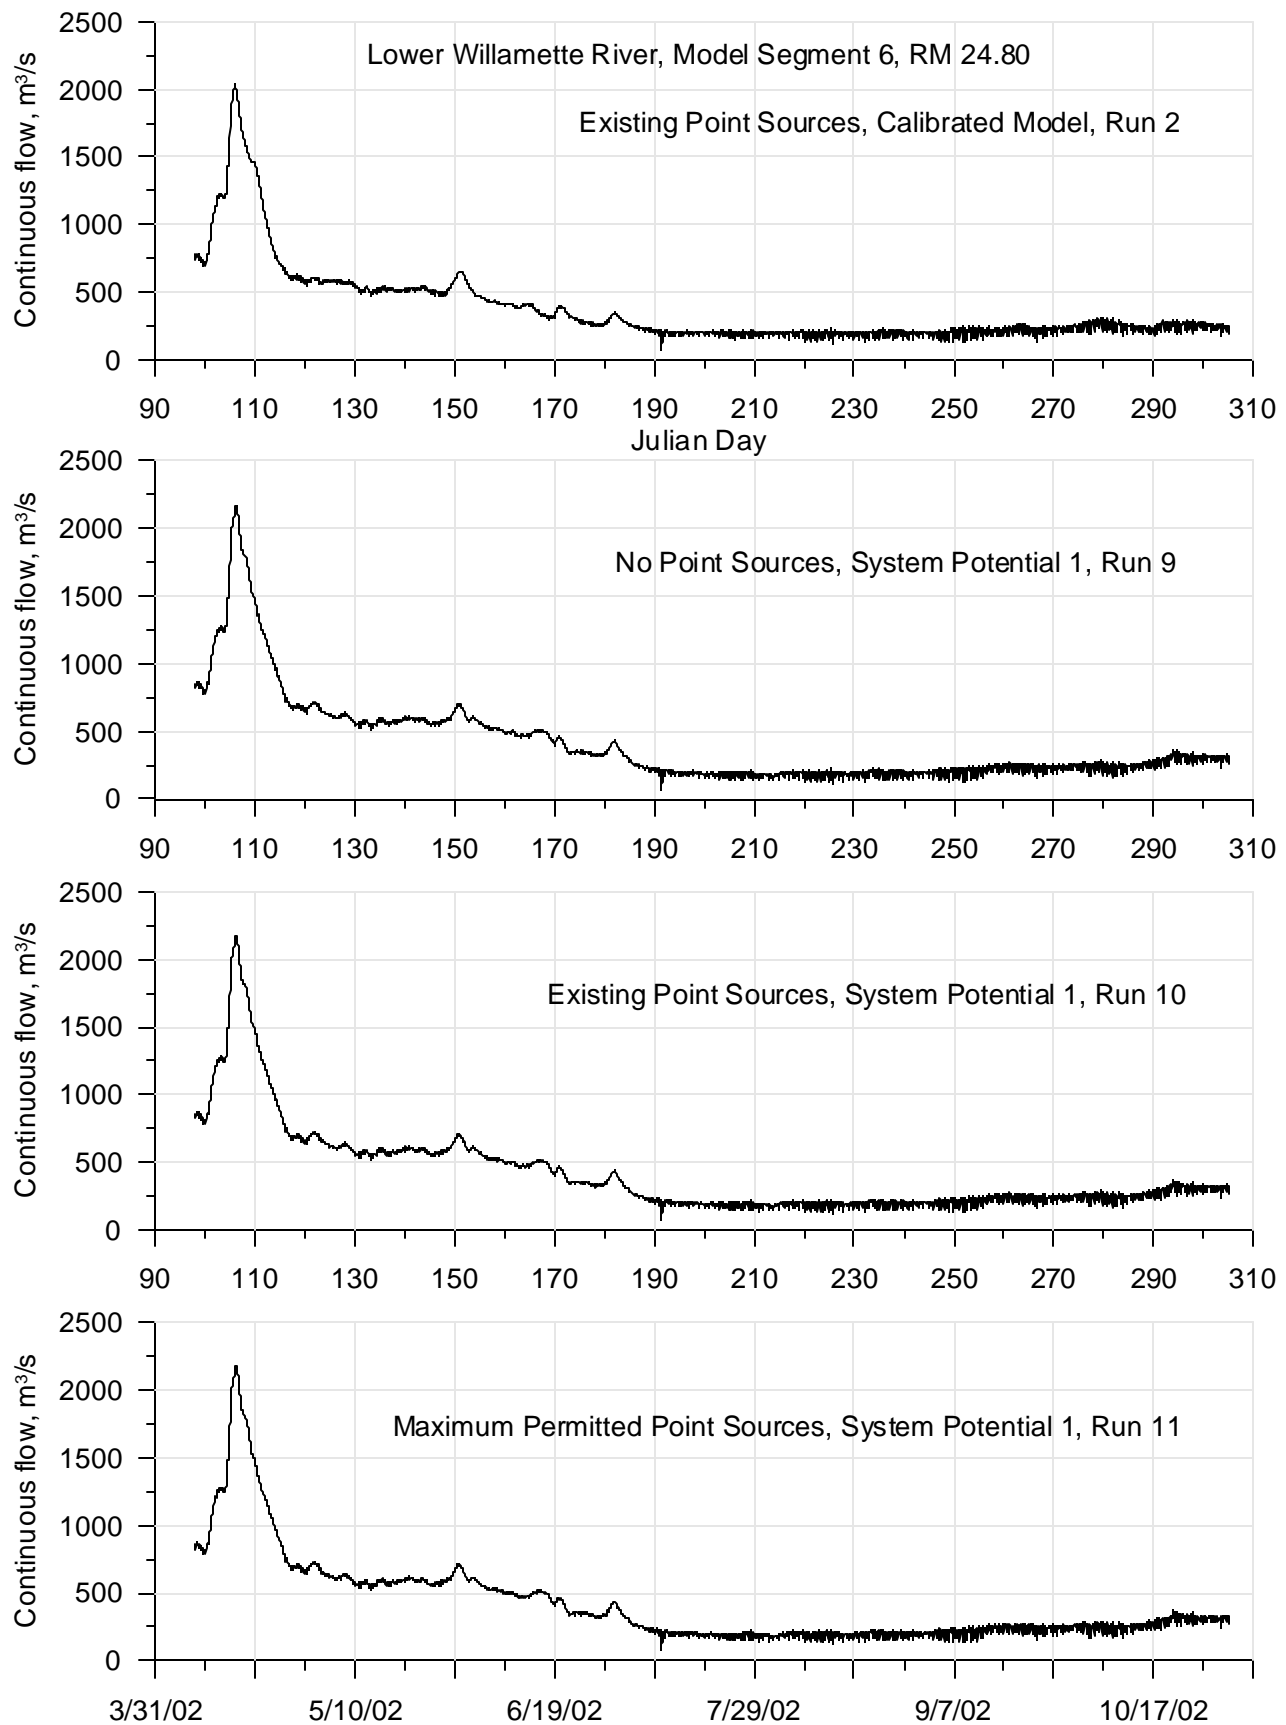 2500
Lower Willamette River, Model Segment 6, RM 24.80
2000
Existing Point Sources, Calibrated Model, Run 2
1500
1000
500
0
Continuous flow, m³/s
90 110 130 150 170 190 210 230 250 270 290 310
Julian Day
2500
2000
No Point Sources, System Potential 1, Run 9
1500
1000
500
0
Continuous flow, m³/s
90 110 130 150 170 190 210 230 250 270 290 310
2500
2000
Existing Point Sources, System Potential 1, Run 10
1500
1000
500
0
Continuous flow, m³/s
90 110 130 150 170 190 210 230 250 270 290 310
2500
2000
Maximum Permitted Point Sources, System Potential 1, Run 11
1500
1000
500
0
Continuous flow, m³/s
3/31/02 5/10/02 6/19/02 7/29/02 9/7/02 10/17/02